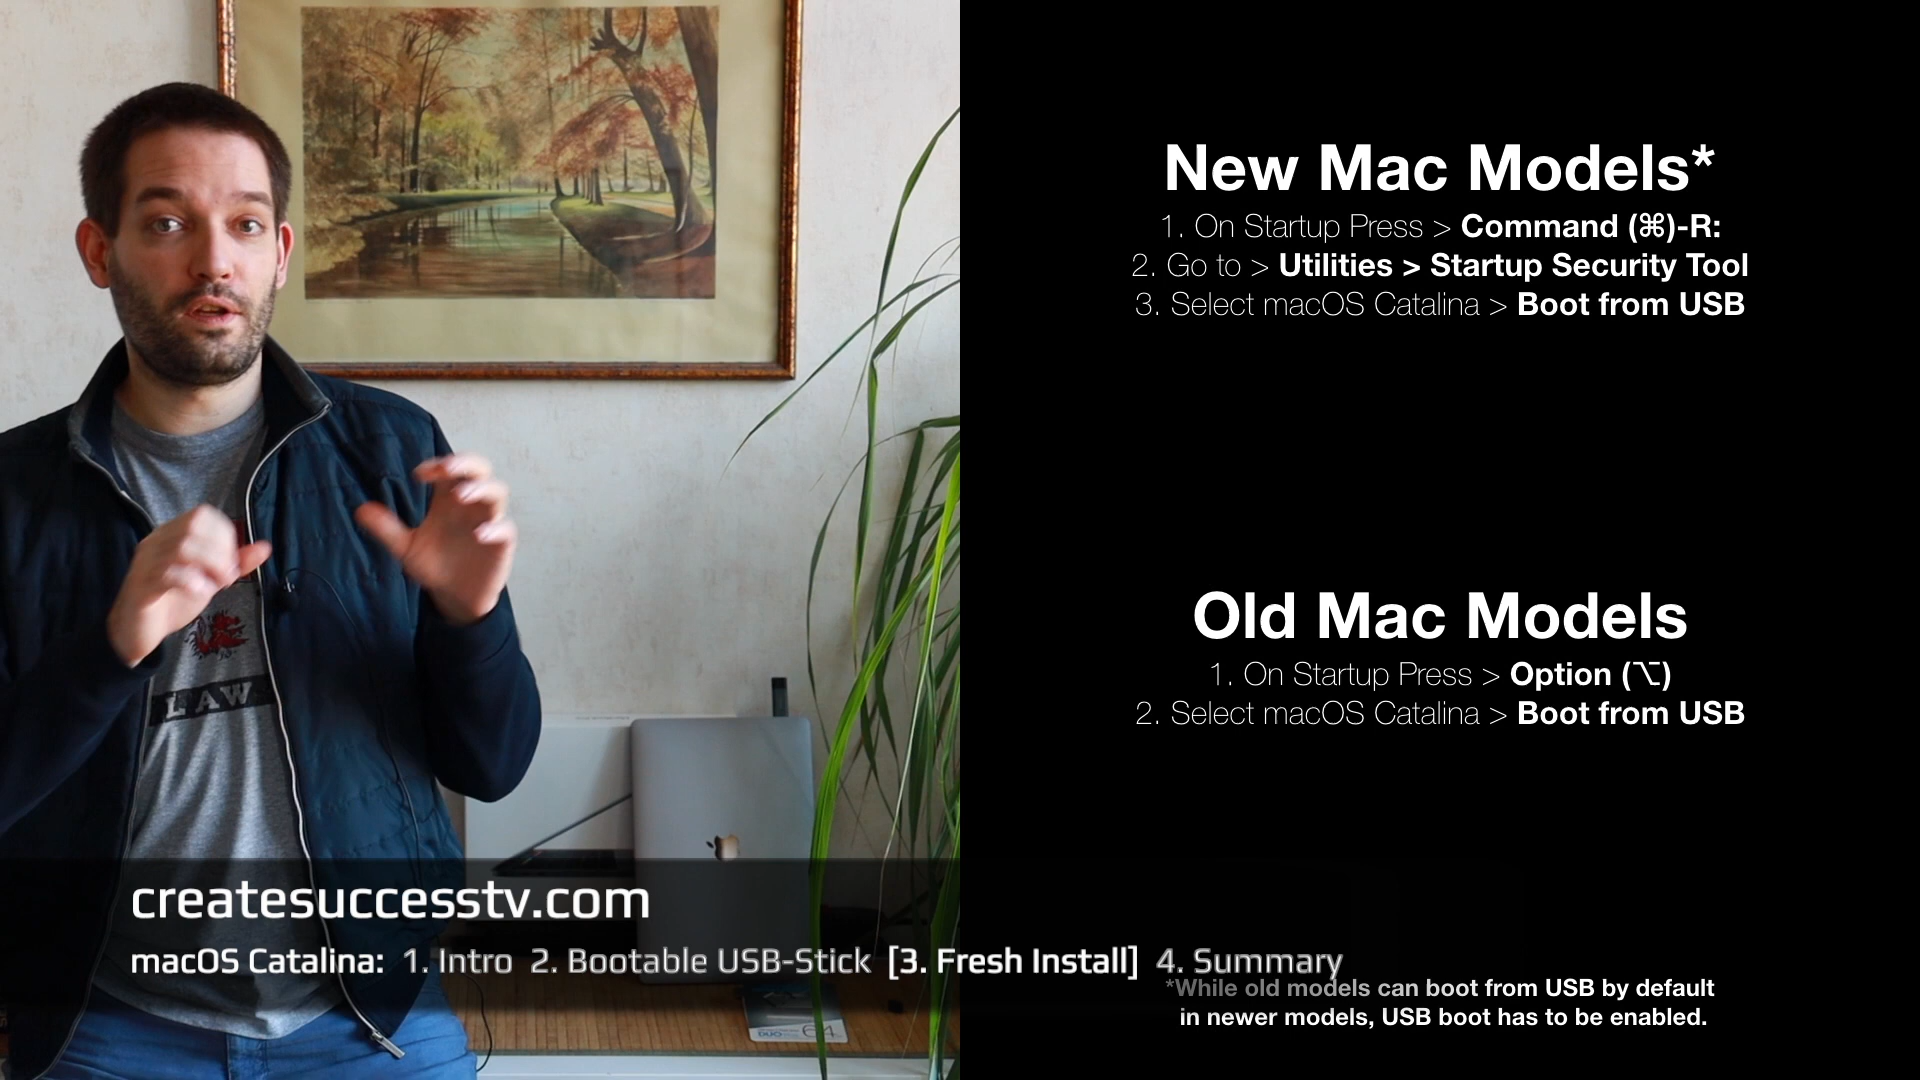 New Mac Models*
1. On Startup Press > Command (⌘)-R:
2. Go to > Utilities > Startup Security Tool
3. Select macOS Catalina > Boot from USB
Old Mac Models
1. On Startup Press > Option (⌥)
2. Select macOS Catalina > Boot from USB
LAW
createsuccesstv.com
macOS Catalina: 1. Intro 2. Bootable USB-Stick [3. Fresh Install] 4. Summary
*While old models can boot from USB by default
in newer models, USB boot has to be enabled.
DUO 64